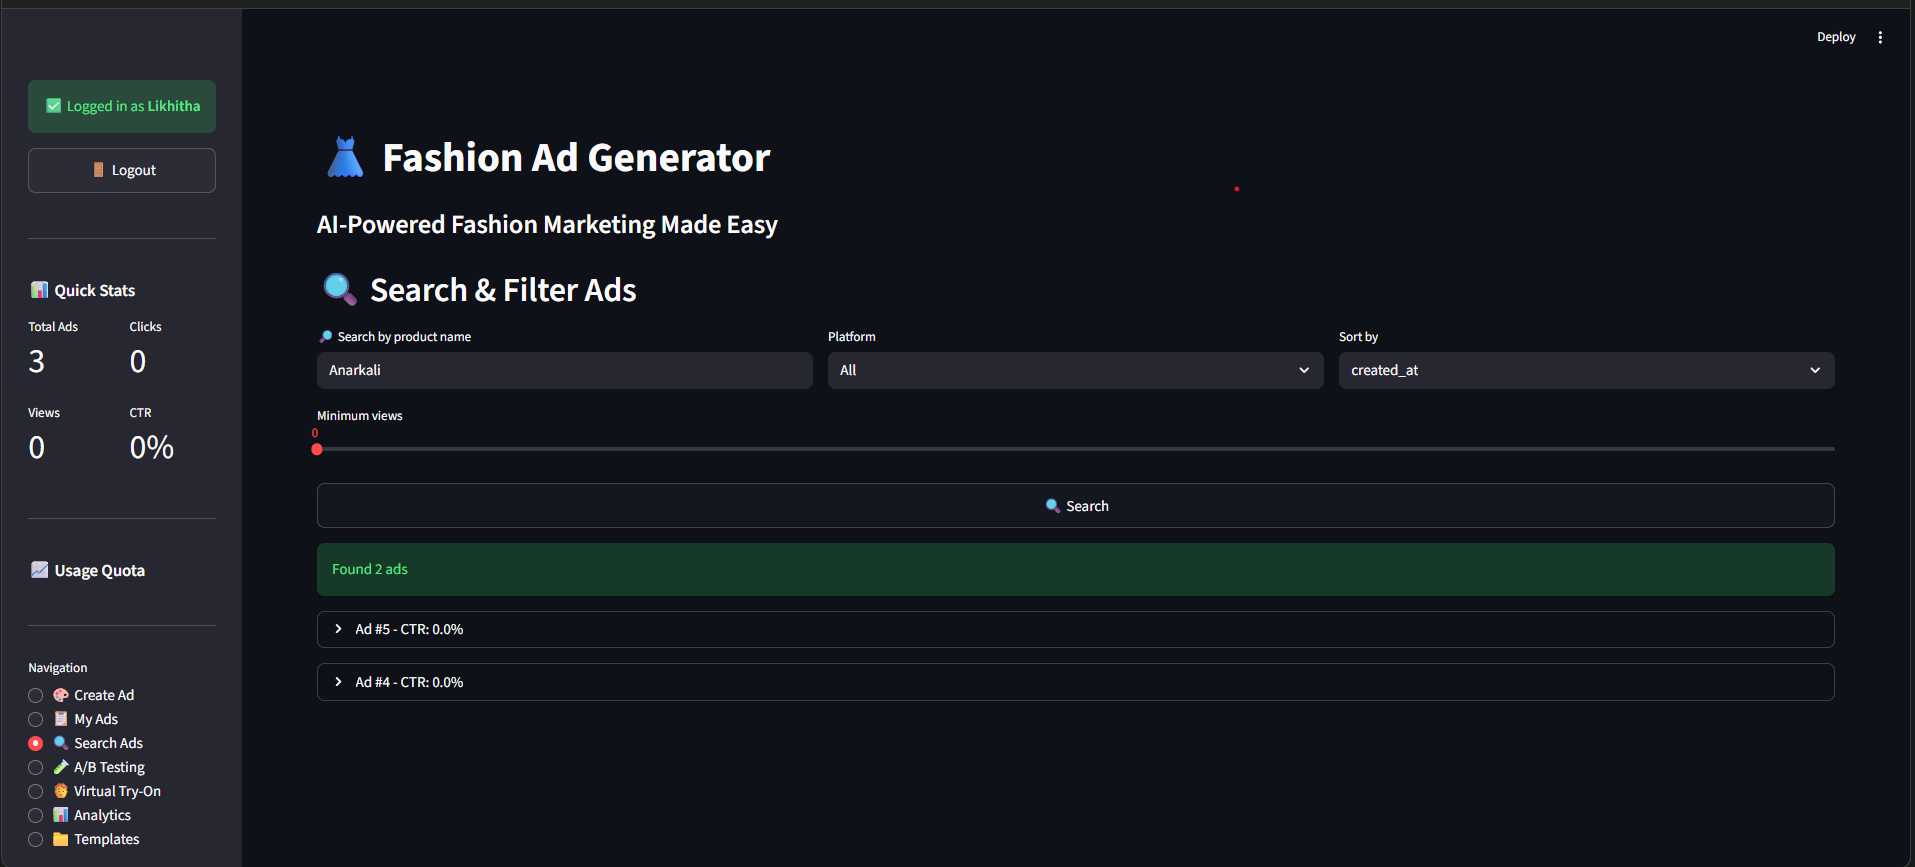 Deploy
Logged in as Likhitha
Logout
Quick Stats
Total Ads
Clicks
3
0
Views
CTR
0
0%
Usage Quota
Navigation
Create Ad
My Ads
Search Ads
A/B Testing
Virtual Try-On
Analytics
Templates
Fashion Ad Generator
AI-Powered Fashion Marketing Made Easy
Search & Filter Ads
Search by product name
Platform
Sort by
Anarkali
All
created_at
Minimum views
0
Search
Found 2 ads
Ad #5 - CTR: 0.0%
Ad #4 - CTR: 0.0%